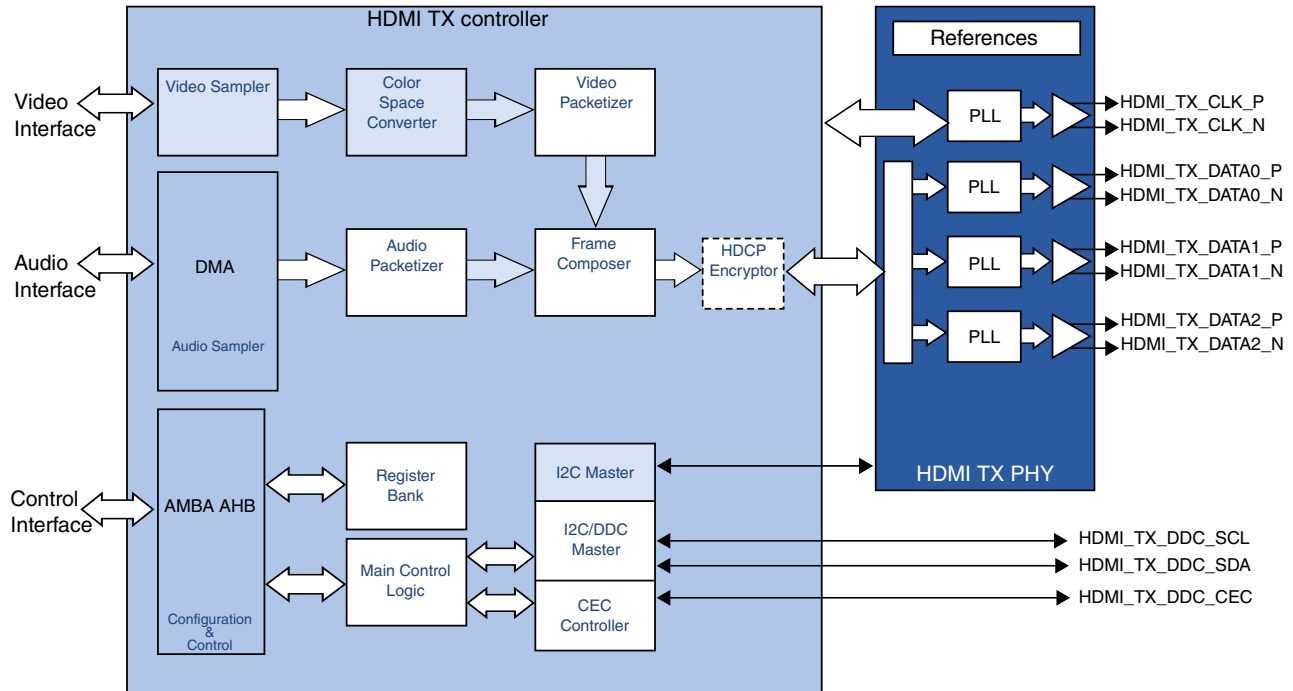 HDMI TX controller
Video
Interface
Video Sampler
Color
Space
Converter
Video
Packetizer
Audio
Interface
DMA
Audio Sampler
Audio
Packetizer
Frame
Composer
HDCP
Encryptor
Control
Interface
AMBA AHB
Configuration
&
Control
Register
Bank
Main Control
Logic
I2C Master
I2C/DDC
Master
CEC
Controller
References
PLL
HDMI_TX_CLK_P
HDMI_TX_CLK_N
PLL
HDMI_TX_DATA0_P
HDMI_TX_DATA0_N
PLL
HDMI_TX_DATA1_P
HDMI_TX_DATA1_N
PLL
HDMI_TX_DATA2_P
HDMI_TX_DATA2_N
HDMI TX PHY
HDMI_TX_DDC_SCL
HDMI_TX_DDC_SDA
HDMI_TX_DDC_CEC